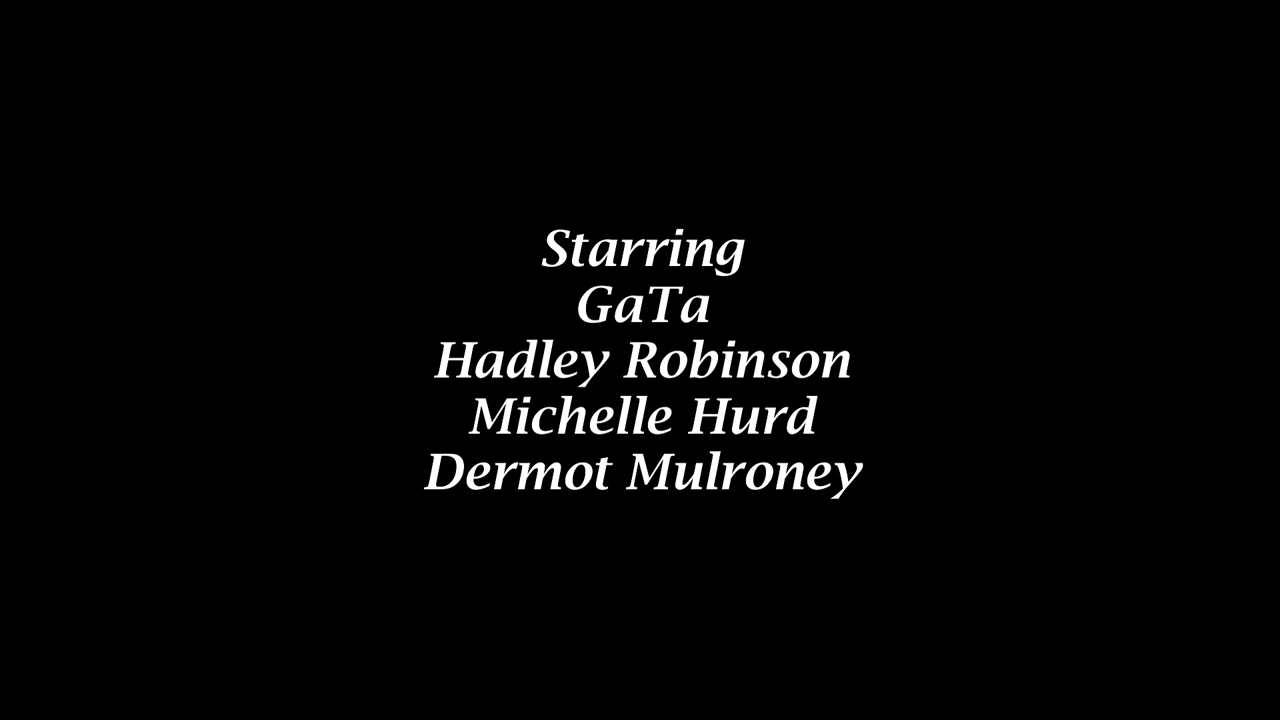 Starring
GaTa
Hadley Robinson
Michelle Hurd
Dermot Mulroney